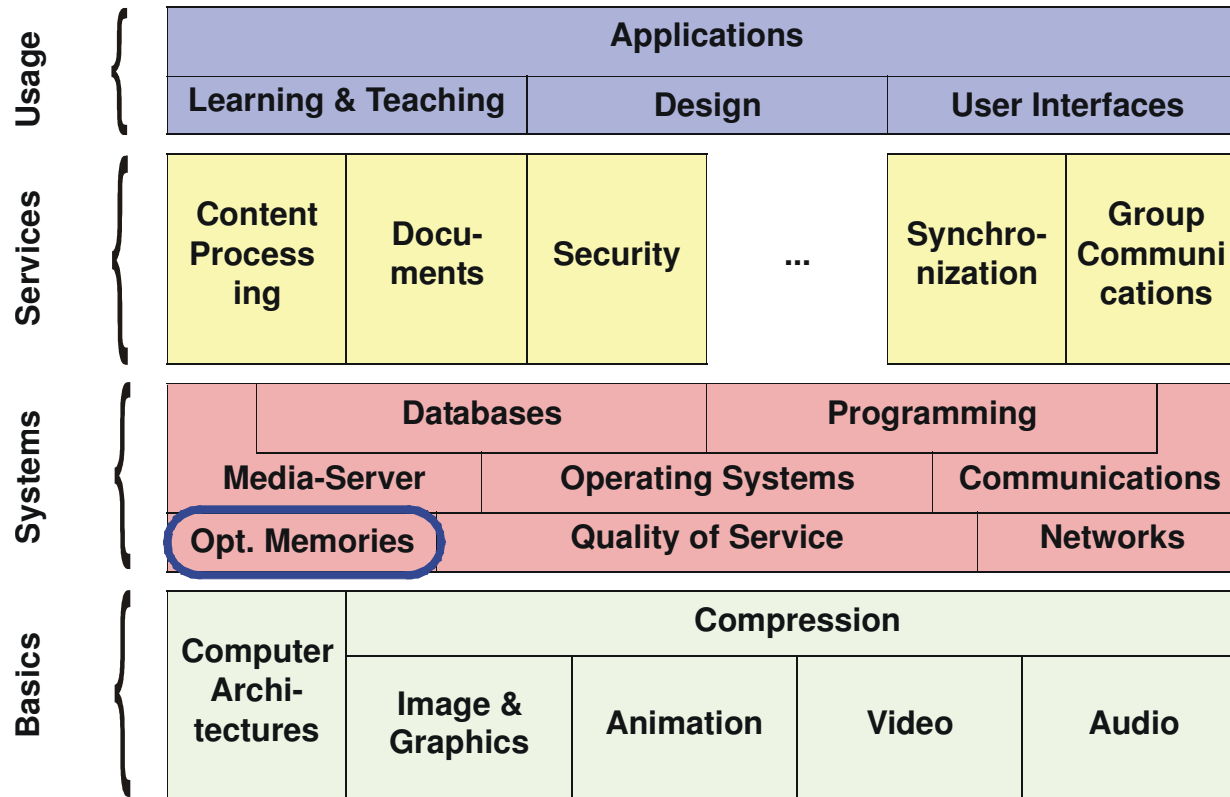 Usage
Applications
Learning & Teaching
Design
User Interfaces
Services
Content
Process
ing
Docu-
ments
Security
...
Synchro-
nization
Group
Communi
cations
Systems
Databases
Programming
Media-Server
Operating Systems
Communications
Opt. Memories
Quality of Service
Networks
Basics
Computer
Archi-
tectures
Compression
Image &
Graphics
Animation
Video
Audio